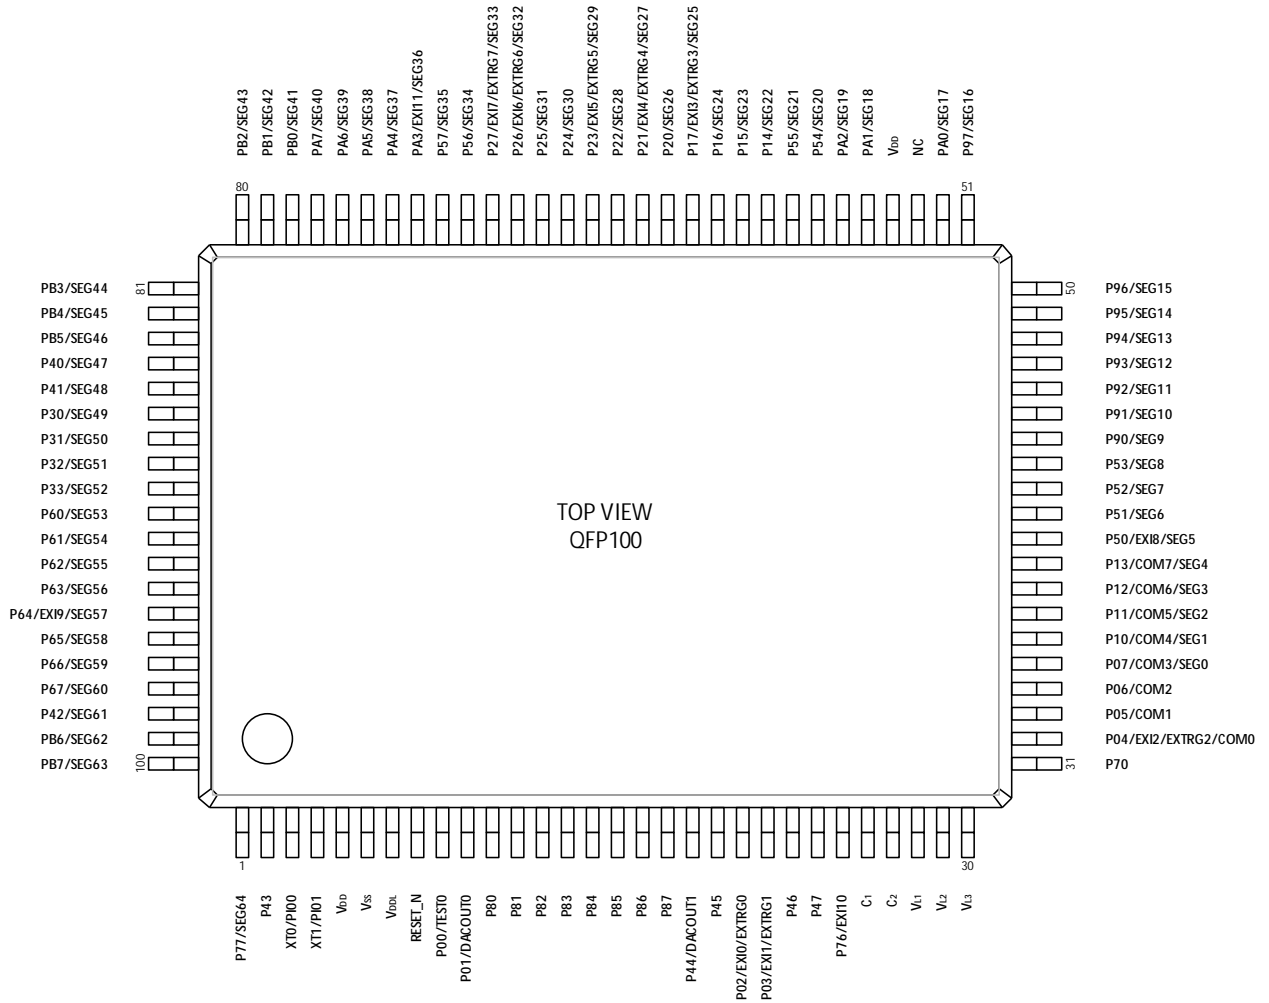 PB2/SEG43
PB1/SEG42
PB0/SEG41
PA7/SEG40
PA6/SEG39
PA5/SEG38
PA4/SEG37
PA3/EXI11/SEG36
P57/SEG35
P56/SEG34
P27/EXI7/EXTRG7/SEG33
P26/EXI6/EXTRG6/SEG32
P25/SEG31
P24/SEG30
P23/EXI5/EXTRG5/SEG29
P22/SEG28
P21/EXI4/EXTRG4/SEG27
P20/SEG26
P17/EXI3/EXTRG3/SEG25
P16/SEG24
P15/SEG23
P14/SEG22
P55/SEG21
P54/SEG20
PA2/SEG19
PA1/SEG18
VDD
NC
PA0/SEG17
P97/SEG16
80
51
PB3/SEG44
81
PB4/SEG45
PB5/SEG46
P40/SEG47
P41/SEG48
P30/SEG49
P31/SEG50
P32/SEG51
P33/SEG52
P60/SEG53
P61/SEG54
P62/SEG55
P63/SEG56
P64/EXI9/SEG57
P65/SEG58
P66/SEG59
P67/SEG60
P42/SEG61
PB6/SEG62
PB7/SEG63
100
TOP VIEW
QFP100
50
P96/SEG15
P95/SEG14
P94/SEG13
P93/SEG12
P92/SEG11
P91/SEG10
P90/SEG9
P53/SEG8
P52/SEG7
P51/SEG6
P50/EXI8/SEG5
P13/COM7/SEG4
P12/COM6/SEG3
P11/COM5/SEG2
P10/COM4/SEG1
P07/COM3/SEG0
P06/COM2
P05/COM1
P04/EXI2/EXTRG2/COM0
31
P70
1
30
P77/SEG64
P43
XT0/PI00
XT1/PI01
VDD
VSS
VDDL
RESET_N
P00/TEST0
P01/DACOUT0
P80
P81
P82
P83
P84
P85
P86
P87
P44/DACOUT1
P45
P02/EXI0/EXTRG0
P03/EXI1/EXTRG1
P46
P47
P76/EXI10
C1
C2
VL1
VL2
VL3